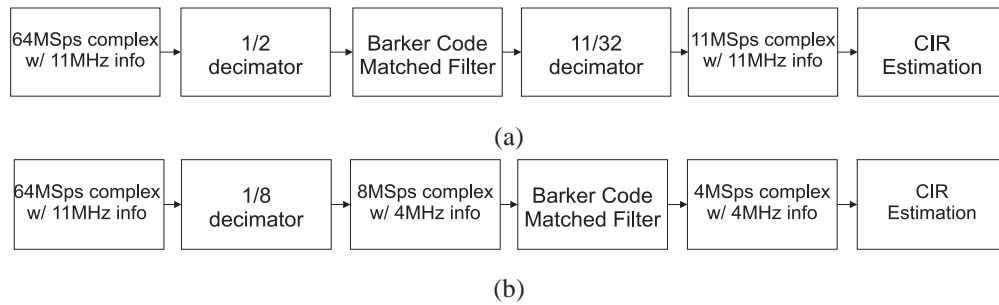 64MSps complex
w/ 11MHz info
1/2
decimator
Barker Code
Matched Filter
11/32
decimator
11MSps complex
w/ 11MHz info
CIR
Estimation
(a)
64MSps complex
w/ 11MHz info
1/8
decimator
8MSps complex
w/ 4MHz info
Barker Code
Matched Filter
4MSps complex
w/ 4MHz info
CIR
Estimation
(b)